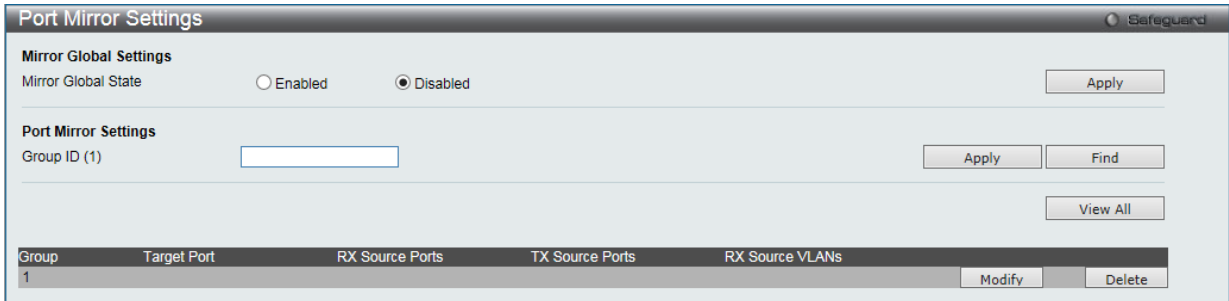 Port Mirror Settings Safeguard
Mirror Global Settings
Mirror Global State Enabled Disabled Apply
Port Mirror Settings
Group ID (1) Apply Find
View All
Group Target Port RX Source Ports TX Source Ports RX Source VLANs
1 Modify Delete